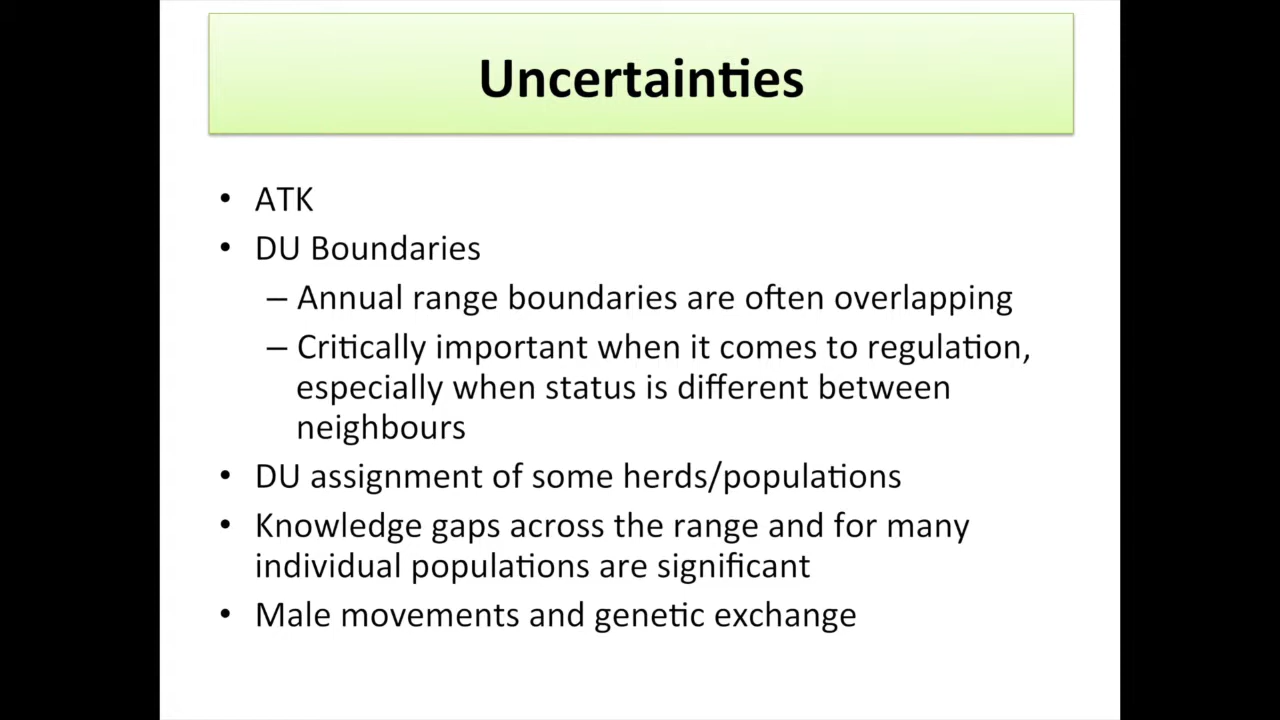 Uncertainties
• ATK
• DU Boundaries
– Annual range boundaries are often overlapping
– Critically important when it comes to regulation,
especially when status is different between
neighbours
• DU assignment of some herds/populations
• Knowledge gaps across the range and for many
individual populations are significant
• Male movements and genetic exchange